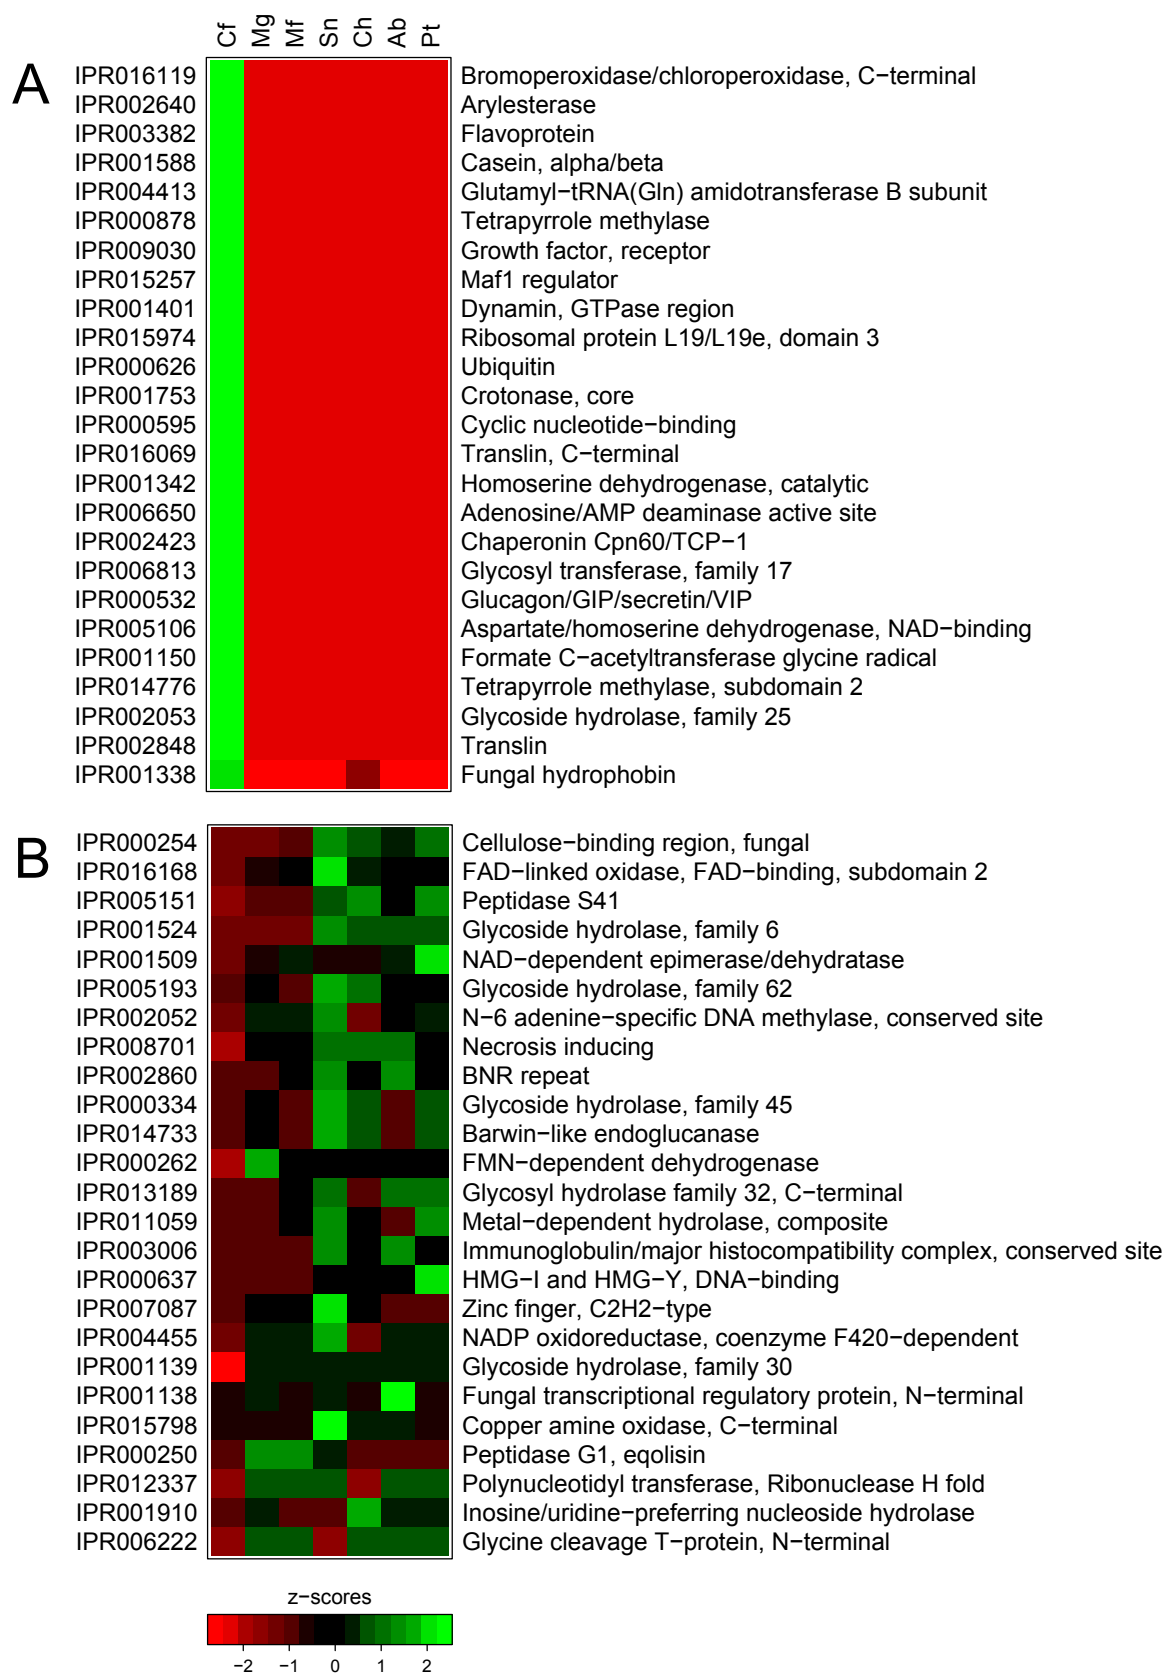 Cf Mg Mf Sn Ch Ab Pt
A
IPR016119 Bromoperoxidase/chloroperoxidase, C−terminal
IPR002640 Arylesterase
IPR003382 Flavoprotein
IPR001588 Casein, alpha/beta
IPR004413 Glutamyl−tRNA(Gln) amidotransferase B subunit
IPR000878 Tetrapyrrole methylase
IPR009030 Growth factor, receptor
IPR015257 Maf1 regulator
IPR001401 Dynamin, GTPase region
IPR015974 Ribosomal protein L19/L19e, domain 3
IPR000626 Ubiquitin
IPR001753 Crotonase, core
IPR000595 Cyclic nucleotide−binding
IPR016069 Translin, C−terminal
IPR001342 Homoserine dehydrogenase, catalytic
IPR006650 Adenosine/AMP deaminase active site
IPR002423 Chaperonin Cpn60/TCP−1
IPR006813 Glycosyl transferase, family 17
IPR000532 Glucagon/GIP/secretin/VIP
IPR005106 Aspartate/homoserine dehydrogenase, NAD−binding
IPR001150 Formate C−acetyltransferase glycine radical
IPR014776 Tetrapyrrole methylase, subdomain 2
IPR002053 Glycoside hydrolase, family 25
IPR002848 Translin
IPR001338 Fungal hydrophobin
B
IPR000254 Cellulose−binding region, fungal
IPR016168 FAD−linked oxidase, FAD−binding, subdomain 2
IPR005151 Peptidase S41
IPR001524 Glycoside hydrolase, family 6
IPR001509 NAD−dependent epimerase/dehydratase
IPR005193 Glycoside hydrolase, family 62
IPR002052 N−6 adenine−specific DNA methylase, conserved site
IPR008701 Necrosis inducing
IPR002860 BNR repeat
IPR000334 Glycoside hydrolase, family 45
IPR014733 Barwin−like endoglucanase
IPR000262 FMN−dependent dehydrogenase
IPR013189 Glycosyl hydrolase family 32, C−terminal
IPR011059 Metal−dependent hydrolase, composite
IPR003006 Immunoglobulin/major histocompatibility complex, conserved site
IPR000637 HMG−I and HMG−Y, DNA−binding
IPR007087 Zinc finger, C2H2−type
IPR004455 NADP oxidoreductase, coenzyme F420−dependent
IPR001139 Glycoside hydrolase, family 30
IPR001138 Fungal transcriptional regulatory protein, N−terminal
IPR015798 Copper amine oxidase, C−terminal
IPR000250 Peptidase G1, eqolisin
IPR012337 Polynucleotidyl transferase, Ribonuclease H fold
IPR001910 Inosine/uridine−preferring nucleoside hydrolase
IPR006222 Glycine cleavage T−protein, N−terminal
z−scores
−2 −1 0 1 2